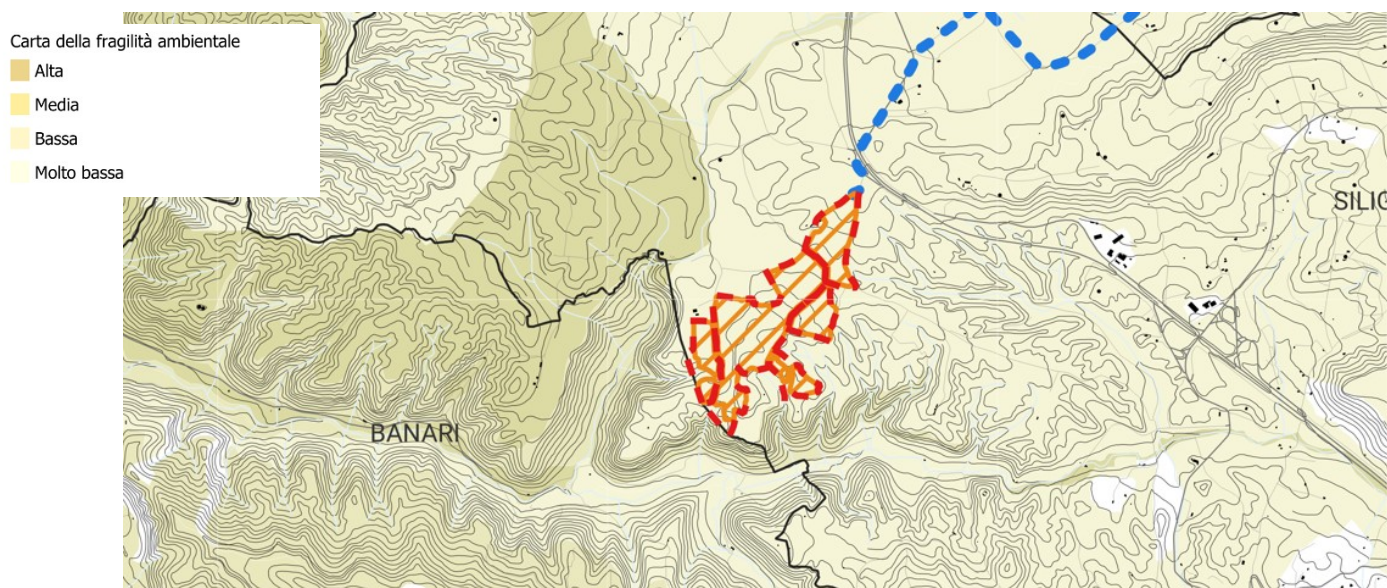 Carta della fragilità ambientale
Alta
Media
Bassa
Molto bassa
SILIG
BANARI